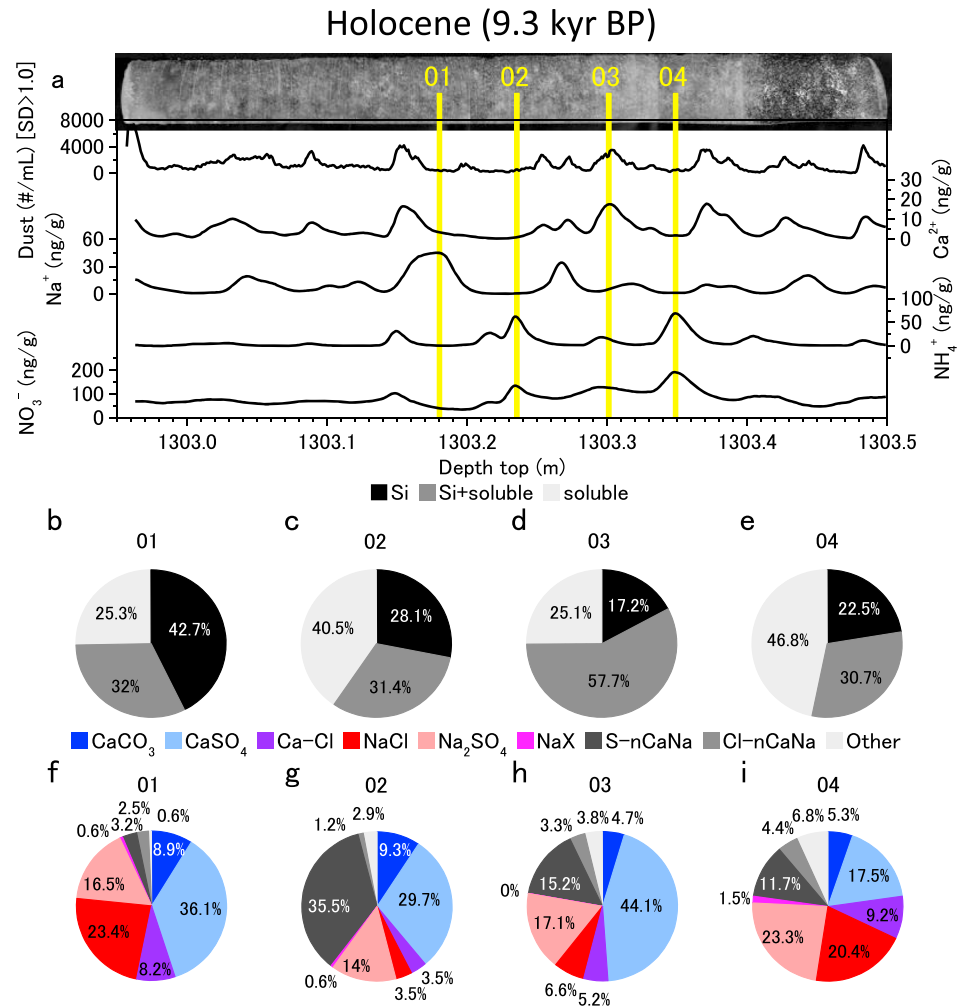 Holocene (9.3 kyr BP)
a
01 02 03 04
8000
4000
0
Dust (#/mL) [SD>1.0]
30
20
10
0
Ca²⁺ (ng/g)
60
30
0
Na⁺ (ng/g)
100
50
0
NH₄⁺ (ng/g)
200
100
0
NO₃⁻ (ng/g)
1303.0 1303.1 1303.2 1303.3 1303.4 1303.5
Depth top (m)
Si Si+soluble soluble
b c d e
01 02 03 04
25.3% 42.7% 32%
40.5% 28.1% 31.4%
25.1% 17.2% 57.7%
46.8% 22.5% 30.7%
CaCO₃ CaSO₄ Ca-Cl NaCl Na₂SO₄ NaX S-nCaNa Cl-nCaNa Other
f g h i
01 02 03 04
2.5% 0.6% 3.2% 0.6% 8.9% 16.5% 36.1% 23.4% 8.2%
2.9% 1.2% 9.3% 35.5% 29.7% 14% 0.6% 3.5% 3.5%
3.8% 4.7% 3.3% 15.2% 0% 44.1% 17.1% 6.6% 5.2%
6.8% 5.3% 4.4% 11.7% 17.5% 1.5% 9.2% 23.3% 20.4%